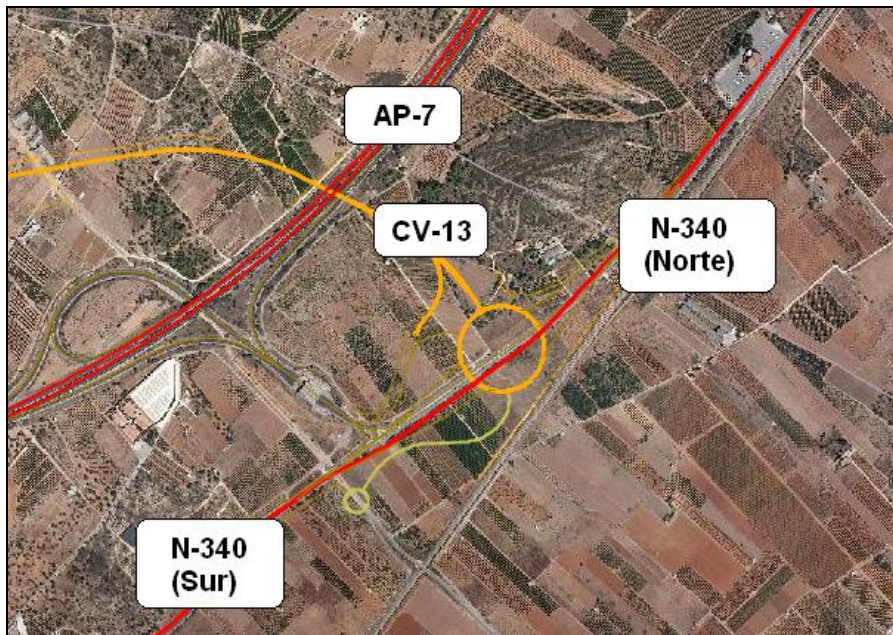 AP-7
CV-13
N-340
(Norte)
N-340
(Sur)